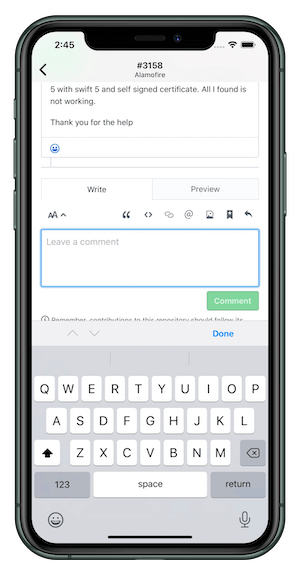 2:45
#3158
Alamofire
5 with swift 5 and self signed certificate. All I found is
not working.
Thank you for the help
Write
Preview
AA
Leave a comment
Comment
Remember, contributions to this repository should follow its
Done
Q W E R T Y U I O P
A S D F G H J K L
Z X C V B N M
123
space
return